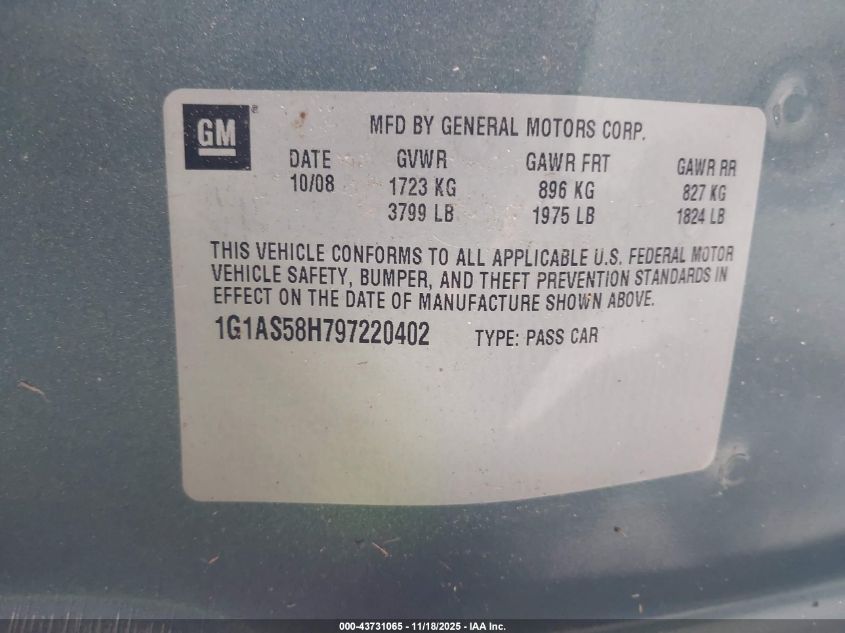 GM ®
MFD BY GENERAL MOTORS CORP.
DATE GVWR GAWR FRT GAWR RR
10/08 1723 KG 896 KG 827 KG
3799 LB 1975 LB 1824 LB
THIS VEHICLE CONFORMS TO ALL APPLICABLE U.S. FEDERAL MOTOR
VEHICLE SAFETY, BUMPER, AND THEFT PREVENTION STANDARDS IN
EFFECT ON THE DATE OF MANUFACTURE SHOWN ABOVE.
1G1AS58H797220402 TYPE: PASS CAR
000-43731065 - 11/18/2025 - IAA Inc.